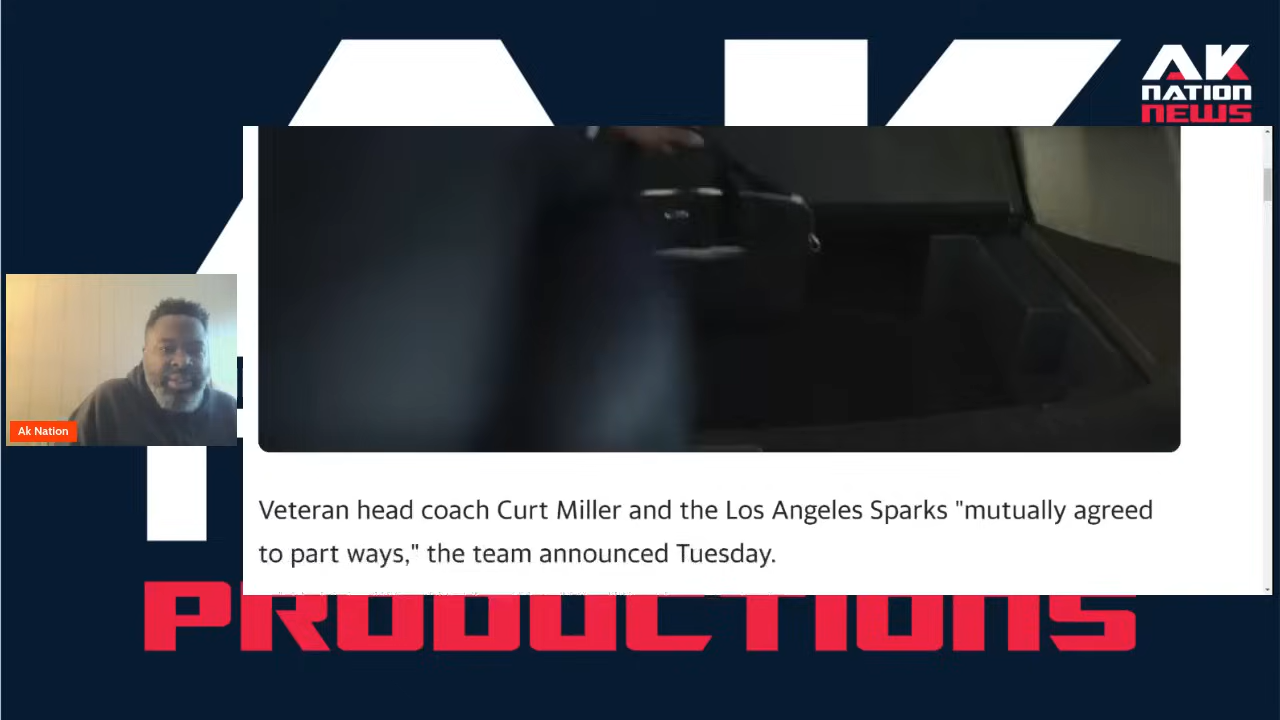 AK
NATION
NEWS
Ak Nation
Veteran head coach Curt Miller and the Los Angeles Sparks "mutually agreed
to part ways," the team announced Tuesday.
PRODUCTIONS